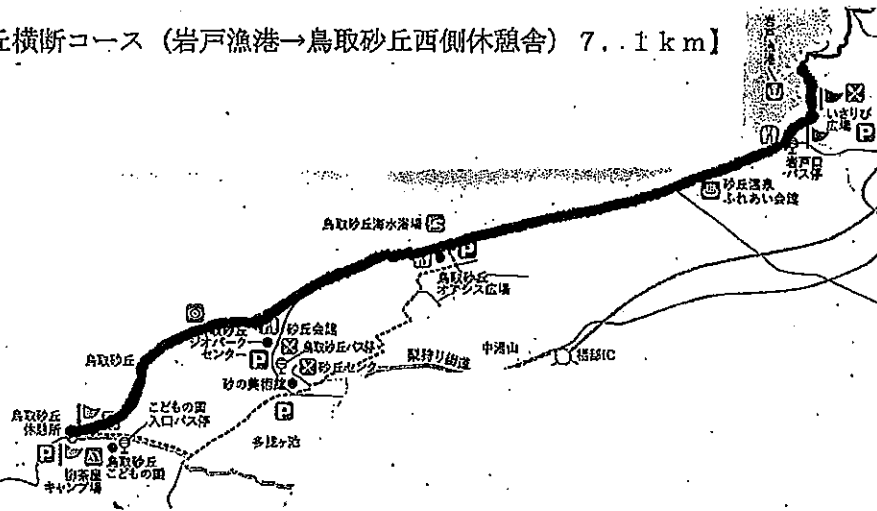 丘横断コース（岩戸漁港→鳥取砂丘西側休憩舎）7．1km】
岩戸漁港
いさりび
広場
岩戸口
バス停
砂丘温泉
ふれあい会館
鳥取砂丘海水浴場
鳥取砂丘
オアシス広場
砂丘会館
ジオパーク
センター
鳥取砂丘バス停
砂丘センター
砂の美術館
鳥取砂丘
多鯰ヶ池
中湯山
福部IC
鳥取砂丘
休憩所
こどもの国
入口バス停
鳥取砂丘
こどもの国
柳茶屋
キャンプ場